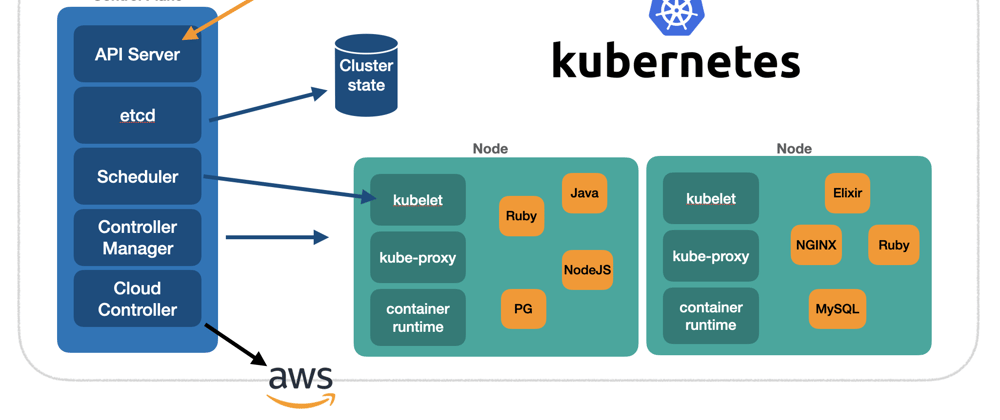 API Server
etcd
Scheduler
Controller
Manager
Cloud
Controller
Cluster
state
kubernetes
Node
kubelet
kube-proxy
container
runtime
Ruby
Java
NodeJS
PG
Node
kubelet
kube-proxy
container
runtime
Elixir
NGINX
Ruby
MySQL
aws